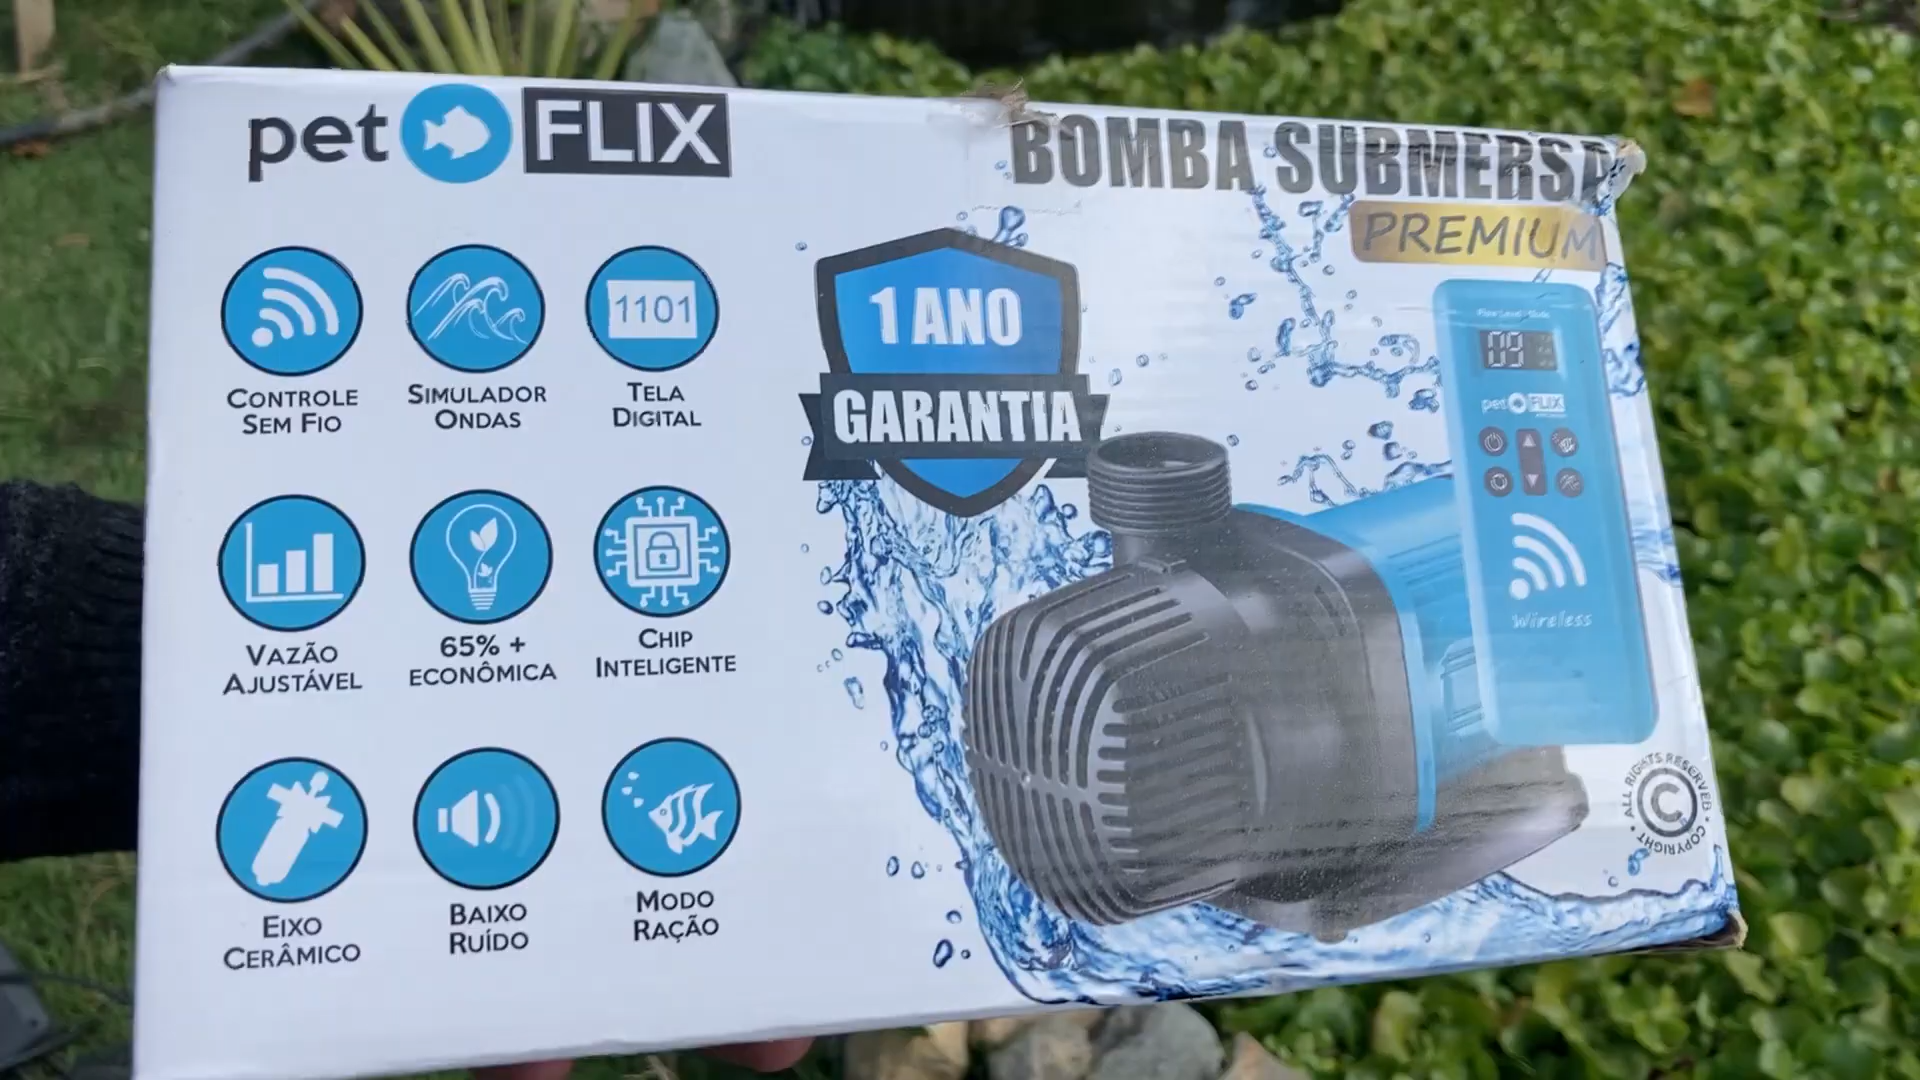 pet FLIX
BOMBA SUBMERSA
PREMIUM
1 ANO
GARANTIA
CONTROLE
SEM FIO
SIMULADOR
ONDAS
1101
TELA
DIGITAL
VAZÃO
AJUSTÁVEL
65% +
ECONÔMICA
CHIP
INTELIGENTE
EIXO
CERÂMICO
BAIXO
RUÍDO
MODO
RAÇÃO
09
pet FLIX
Wireless
ALL RIGHTS RESERVED • COPYRIGHT •
C